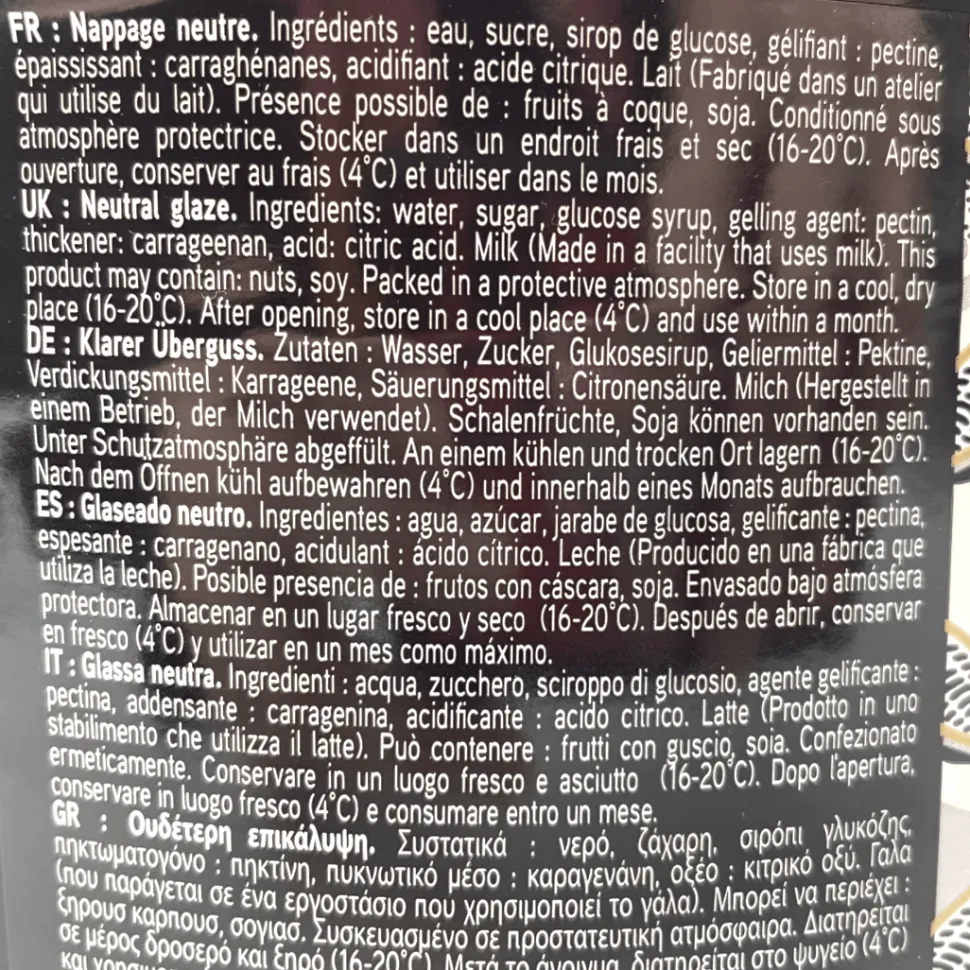 FR : Nappage neutre. Ingrédients : eau, sucre, sirop de glucose, gélifiant : pectine,
épaississant : carraghénanes, acidifiant : acide citrique. Lait (Fabriqué dans un atelier
qui utilise du lait). Présence possible de : fruits à coque, soja. Conditionné sous
atmosphère protectrice. Stocker dans un endroit frais et sec (16-20°C). Après
ouverture, conserver au frais (4°C) et utiliser dans le mois.
UK : Neutral glaze. Ingredients: water, sugar, glucose syrup, gelling agent: pectin,
thickener: carrageenan, acid: citric acid. Milk (Made in a facility that uses milk). This
product may contain: nuts, soy. Packed in a protective atmosphere. Store in a cool, dry
place (16-20°C). After opening, store in a cool place (4°C) and use within a month.
DE : Klarer Überguss. Zutaten : Wasser, Zucker, Glukosesirup, Geliermittel : Pektine,
Verdickungsmittel : Karrageene, Säuerungsmittel : Citronensäure. Milch (Hergestellt in
einem Betrieb, der Milch verwendet). Schalenfrüchte, Soja können vorhanden sein.
Unter Schutzatmosphäre abgeffült. An einem kühlen und trocken Ort lagern (16-20°C).
Nach dem Öffnen kühl aufbewahren (4°C) und innerhalb eines Monats aufbrauchen.
ES : Glaseado neutro. Ingredientes : agua, azúcar, jarabe de glucosa, gelificante : pectina,
espesante : carragenano, acidulant : ácido cítrico. Leche (Producido en una fábrica que
utiliza la leche). Posible presencia de : frutos con cáscara, soja. Envasado bajo atmósfera
protectora. Almacenar en un lugar fresco y seco (16-20°C). Después de abrir, conservar
en fresco (4°C) y utilizar en un mes como máximo.
IT : Glassa neutra. Ingredienti : acqua, zucchero, sciroppo di glucosio, agente gelificante :
pectina, addensante : carragenina, acidificante : acido citrico. Latte (Prodotto in uno
stabilimento che utilizza il latte). Può contenere : frutti con guscio, soia. Confezionato
ermeticamente. Conservare in un luogo fresco e asciutto (16-20°C). Dopo l'apertura,
conservare in luogo fresco (4°C) e consumare entro un mese.
GR : Ουδέτερη επικάλυψη. Συστατικά : νερό, ζάχαρη, σιρόπι γλυκόζης,
πηκτωματογόνο : πηκτίνη, πυκνωτικό μέσο : καραγενάνη, οξέο : κιτρικό οξύ. Γάλα
(που παράγεται σε ένα εργοστάσιο που χρησιμοποιεί το γάλα). Μπορεί να περιέχει :
ξηρους καρπους, σογιασ. Συσκευασμένο σε προστατευτική ατμόσφαιρα. Διατηρείται
σε μέρος δροσερό και ξηρό (16-20°C). Μετά το άνοιγμα, διατηρείται στο ψυγείο (4°C)
και